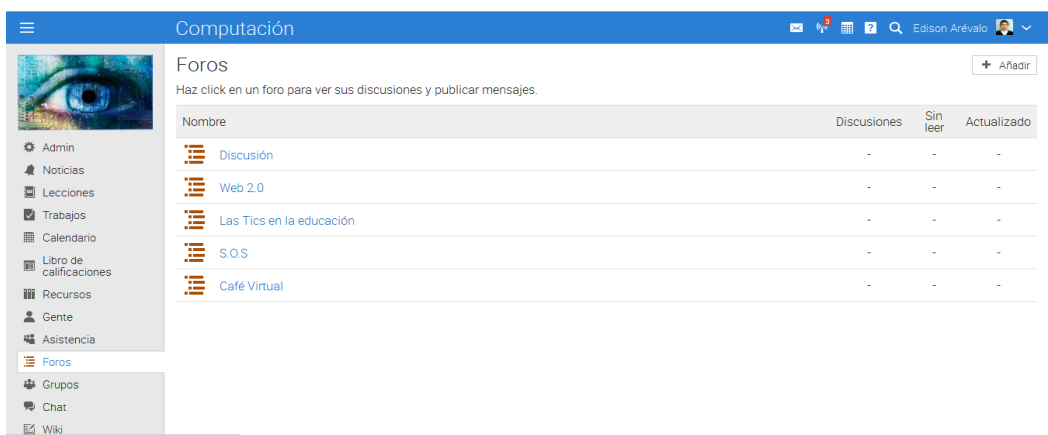 Computación
3
?
Edison Arévalo
Admin
Noticias
Lecciones
Trabajos
Calendario
Libro de
calificaciones
Recursos
Gente
Asistencia
Foros
Grupos
Chat
Wiki
Foros
+ Añadir
Haz click en un foro para ver sus discusiones y publicar mensajes.
Nombre Discusiones Sin leer Actualizado
Discusión - - -
Web 2.0 - - -
Las Tics en la educación - - -
S.O.S - - -
Café Virtual - - -